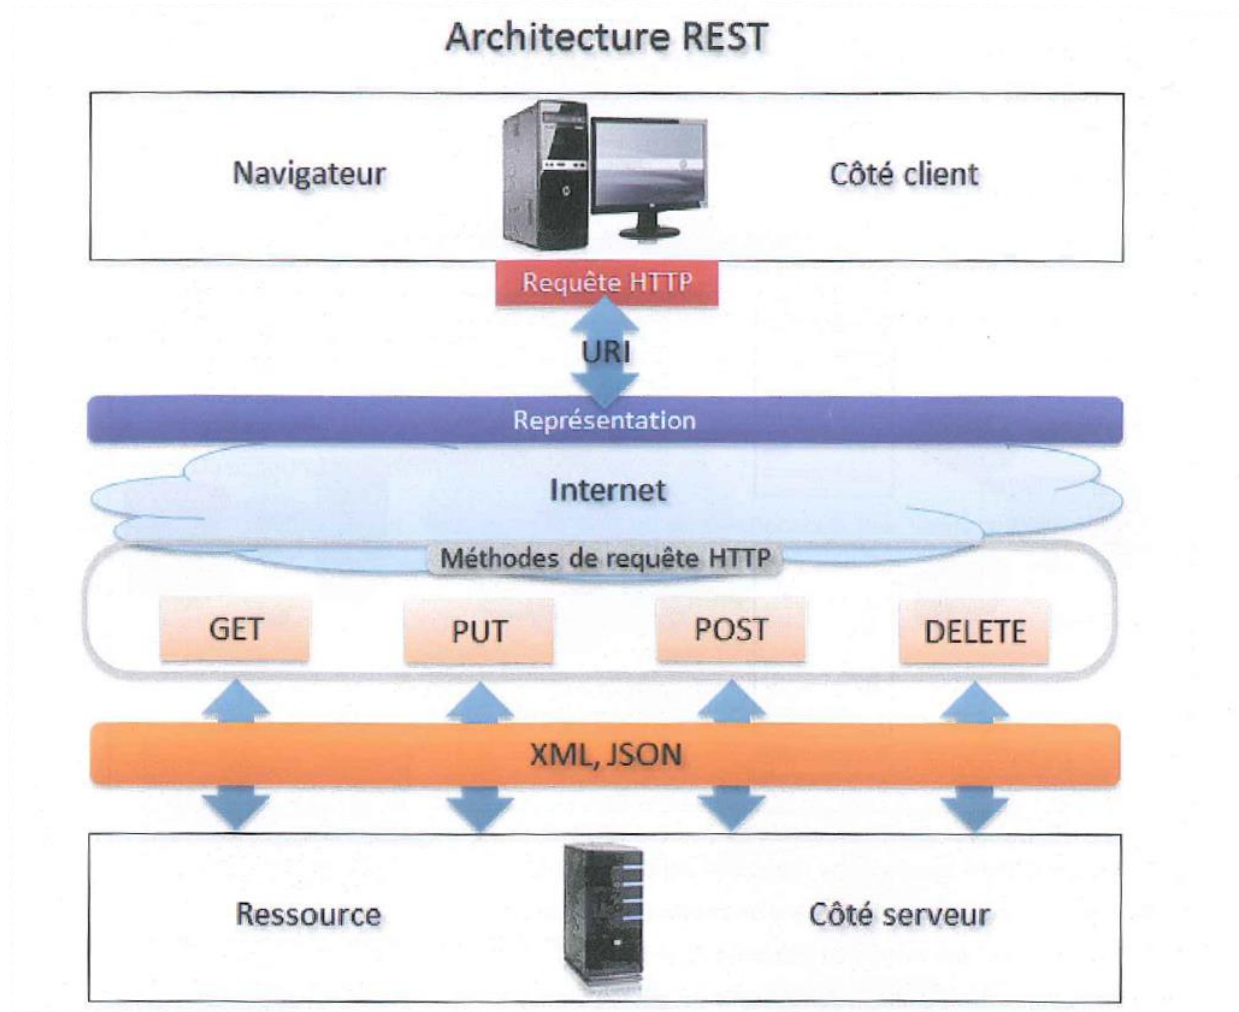 Architecture REST
Navigateur
Côté client
Requête HTTP
URI
Représentation
Internet
Méthodes de requête HTTP
GET
PUT
POST
DELETE
XML, JSON
Ressource
Côté serveur